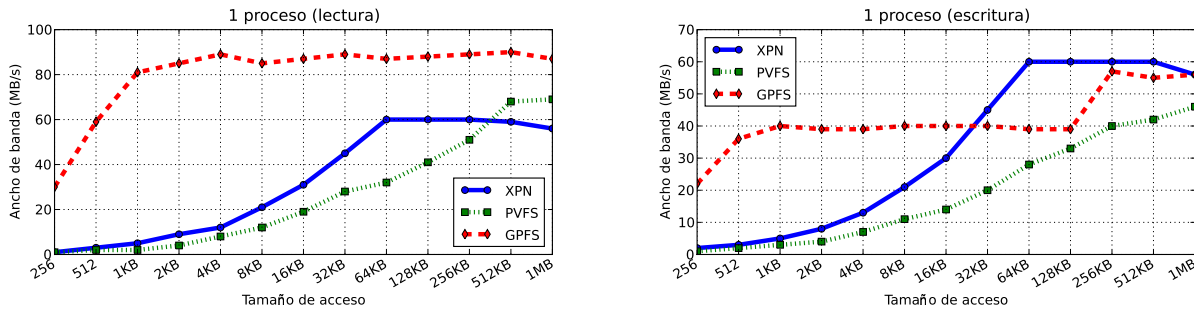 1 proceso (lectura)
100
80
60
40
20
0
Ancho de banda (MB/s)
XPN
PVFS
GPFS
256
512
1KB
2KB
4KB
8KB
16KB
32KB
64KB
128KB
256KB
512KB
1MB
Tamaño de acceso
1 proceso (escritura)
70
60
50
40
30
20
10
0
Ancho de banda (MB/s)
XPN
PVFS
GPFS
256
512
1KB
2KB
4KB
8KB
16KB
32KB
64KB
128KB
256KB
512KB
1MB
Tamaño de acceso